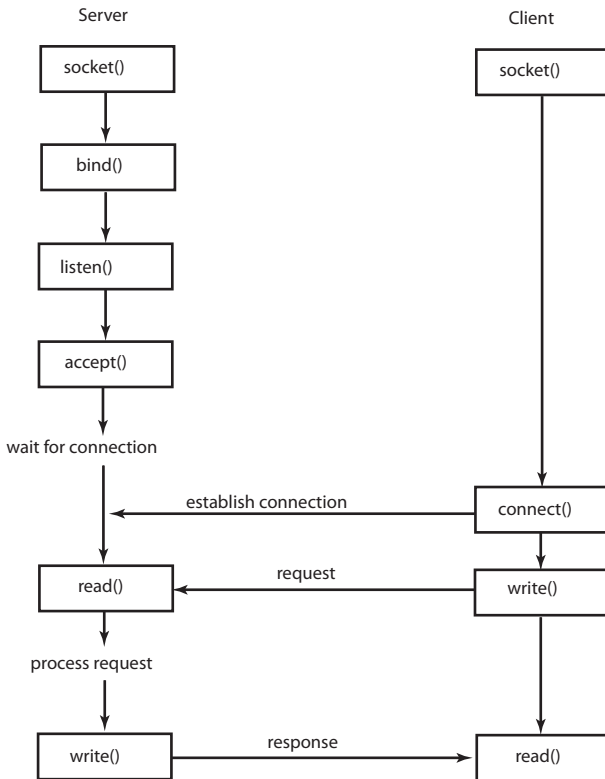 Server
Client
socket()
socket()
bind()
listen()
accept()
wait for connection
establish connection
connect()
read()
request
write()
process request
write()
response
read()